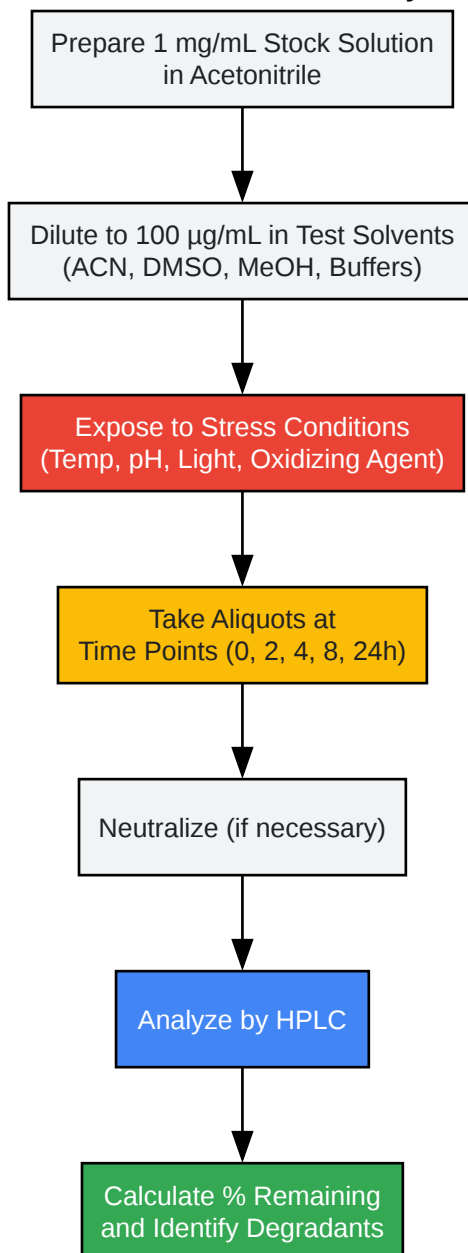 Prepare 1 mg/mL Stock Solution
in Acetonitrile
Dilute to 100 µg/mL in Test Solvents
(ACN, DMSO, MeOH, Buffers)
Expose to Stress Conditions
(Temp, pH, Light, Oxidizing Agent)
Take Aliquots at
Time Points (0, 2, 4, 8, 24h)
Neutralize (if necessary)
Analyze by HPLC
Calculate % Remaining
and Identify Degradants